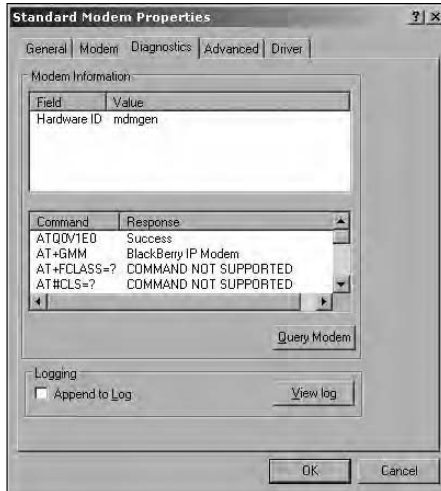 Standard Modem Properties
General Modem Diagnostics Advanced Driver
Modem Information
Field Value
Hardware ID mdmgen
Command Response
ATQ0V1E0 Success
AT+GMM BlackBerry IP Modem
AT+FCLASS=? COMMAND NOT SUPPORTED
AT#CLS=? COMMAND NOT SUPPORTED
Query Modem
Logging
Append to Log
View log
OK Cancel